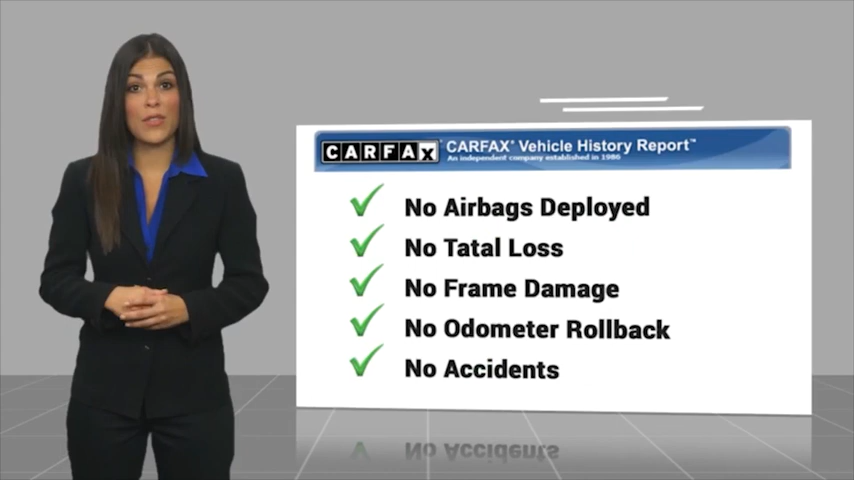 CARFAX CARFAX® Vehicle History Report™
An independent company established in 1986
No Airbags Deployed
No Tatal Loss
No Frame Damage
No Odometer Rollback
No Accidents
No Accidents